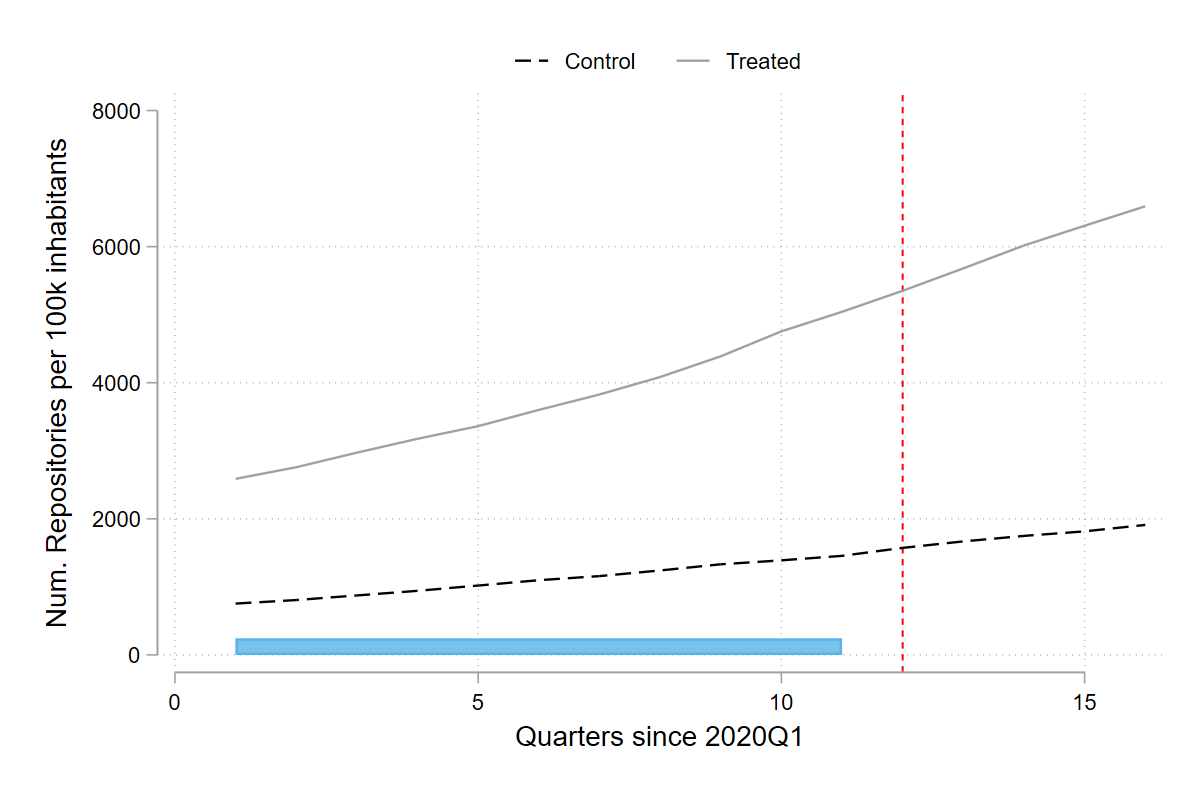 Control
Treated
8000
6000
4000
2000
0
Num. Repositories per 100k inhabitants
0
5
10
15
Quarters since 2020Q1